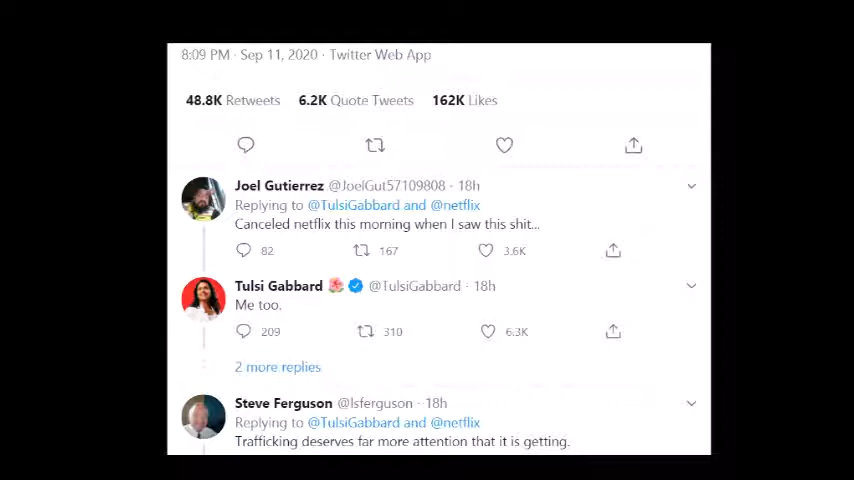 8:09 PM · Sep 11, 2020 · Twitter Web App
48.8K Retweets 6.2K Quote Tweets 162K Likes
Joel Gutierrez @JoelGut57109808 · 18h
Replying to @TulsiGabbard and @netflix
Canceled netflix this morning when I saw this shit...
82 167 3.6K
Tulsi Gabbard 🌺 @TulsiGabbard · 18h
Me too.
209 310 6.3K
2 more replies
Steve Ferguson @lsferguson · 18h
Replying to @TulsiGabbard and @netflix
Trafficking deserves far more attention that it is getting.